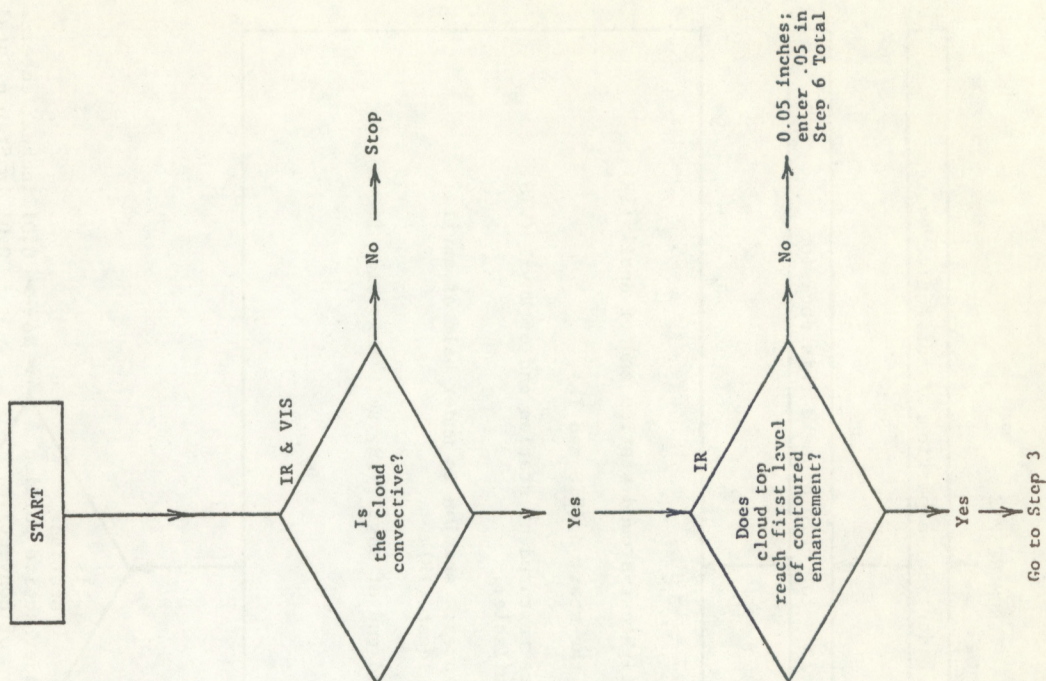 START
IR & VIS
Is
the cloud
convective?
No
Stop
Yes
IR
Does
cloud top
reach first level
of contoured
enhancement?
No
0.05 inches;
enter .05 in
Step 6 Total
Yes
Go to Step 3